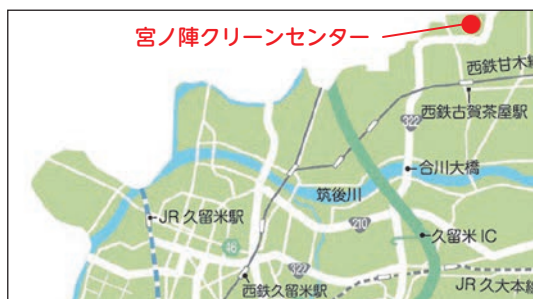 宮ノ陣クリーンセンター
西鉄甘木線
西鉄古賀茶屋駅
322
合川大橋
筑後川
JR 久留米駅
210
久留米 IC
46
322
西鉄久留米駅
JR 久大本線